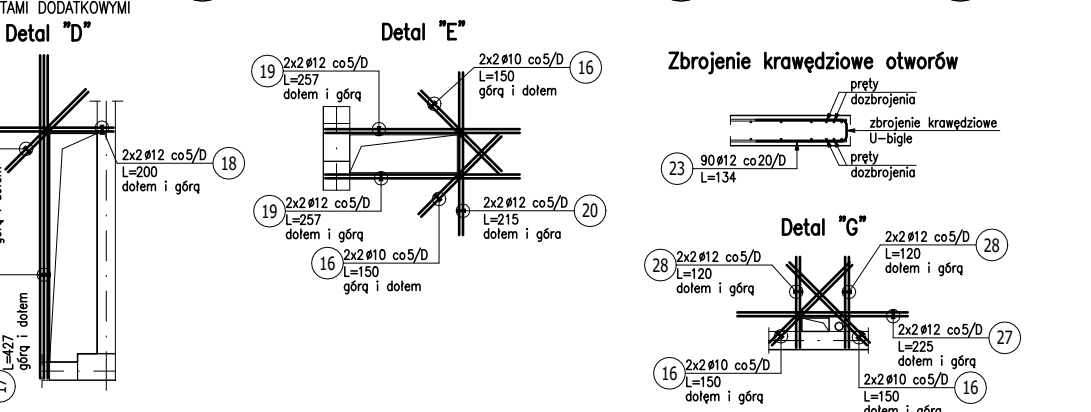 TAMI DODATKOWYMI
Detal "D"
2x2ø12 co5/D
L=200
dołem i górą
18
L=427
górą i dołem
17
Detal "E"
19
2x2ø12 co5/D
L=257
dołem i górą
2x2ø10 co5/D
L=150
górą i dołem
16
19
2x2ø12 co5/D
L=257
dołem i górą
2x2ø12 co5/D
L=215
dołem i góra
20
16
2x2ø10 co5/D
L=150
górą i dołem
Zbrojenie krawędziowe otworów
pręty
dozbrojenia
zbrojenie krawędziowe
U-bigle
pręty
dozbrojenia
23
90ø12 co20/D
L=134
Detal "G"
28
2x2ø12 co5/D
L=120
dołem i górą
2x2ø12 co5/D
L=120
dołem i górą
28
2x2ø12 co5/D
L=225
dołem i górą
27
16
2x2ø10 co5/D
L=150
dołęm i górą
2x2ø10 co5/D
L=150
dołem i górą
16